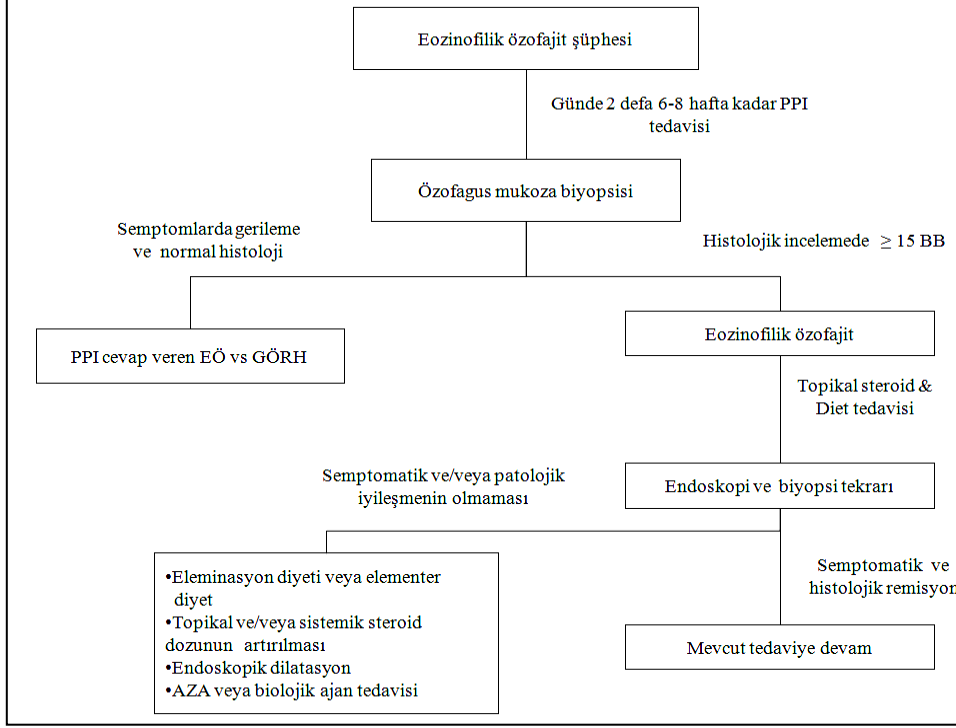 Eozinofilik özofajit şüphesi
Günde 2 defa 6-8 hafta kadar PPI
tedavisi
Özofagus mukoza biyopsisi
Semptomlarda gerileme
ve normal histoloji
Histolojik incelemede ≥ 15 BB
PPI cevap veren EÖ vs GÖRH
Eozinofilik özofajit
Topikal steroid &
Diet tedavisi
Semptomatik ve/veya patolojik
iyileşmenin olmaması
Endoskopi ve biyopsi tekrarı
•Eleminasyon diyeti veya elementer
diyet
•Topikal ve/veya sistemik steroid
dozunun artırılması
•Endoskopik dilatasyon
•AZA veya biolojik ajan tedavisi
Semptomatik ve
histolojik remisyon
Mevcut tedaviye devam